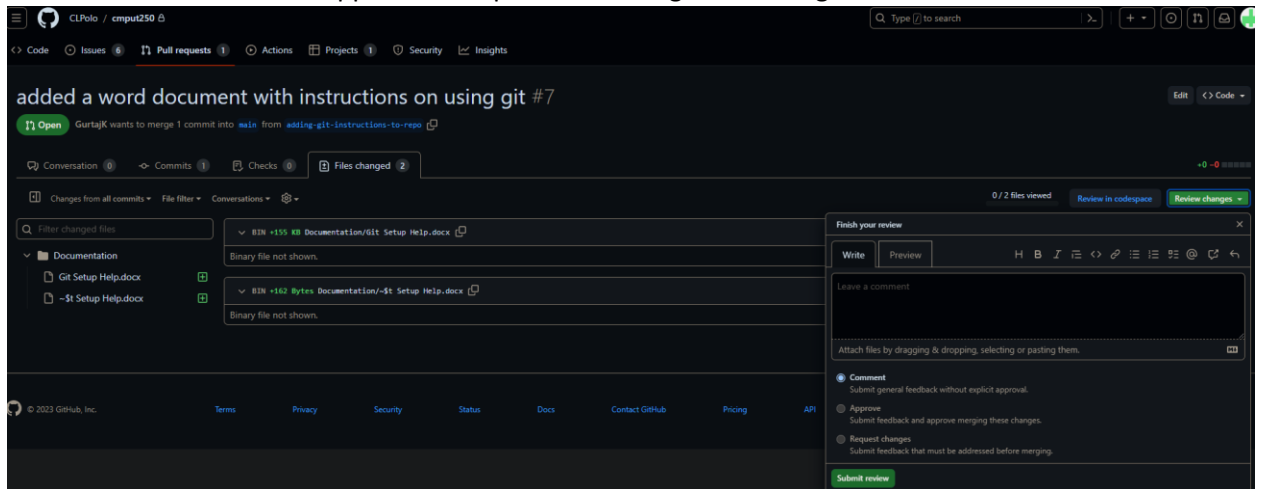 CLPolo / cmput250
Type / to search
Code Issues 6 Pull requests 1 Actions Projects 1 Security Insights
added a word document with instructions on using git #7
Edit <> Code
Open GurtajK wants to merge 1 commit into main from adding-git-instructions-to-repo
Conversation 0 Commits 1 Checks 0 Files changed 2 +0 −0
Changes from all commits File filter Conversations
0 / 2 files viewed Review in codespace Review changes
Filter changed files
Documentation
Git Setup Help.docx
~$t Setup Help.docx
BIN +155 KB Documentation/Git Setup Help.docx
Binary file not shown.
BIN +162 Bytes Documentation/~$t Setup Help.docx
Binary file not shown.
Finish your review
Write Preview
Leave a comment
Attach files by dragging & dropping, selecting or pasting them.
Comment
Submit general feedback without explicit approval.
Approve
Submit feedback and approve merging these changes.
Request changes
Submit feedback that must be addressed before merging.
Submit review
© 2023 GitHub, Inc. Terms Privacy Security Status Docs Contact GitHub Pricing API